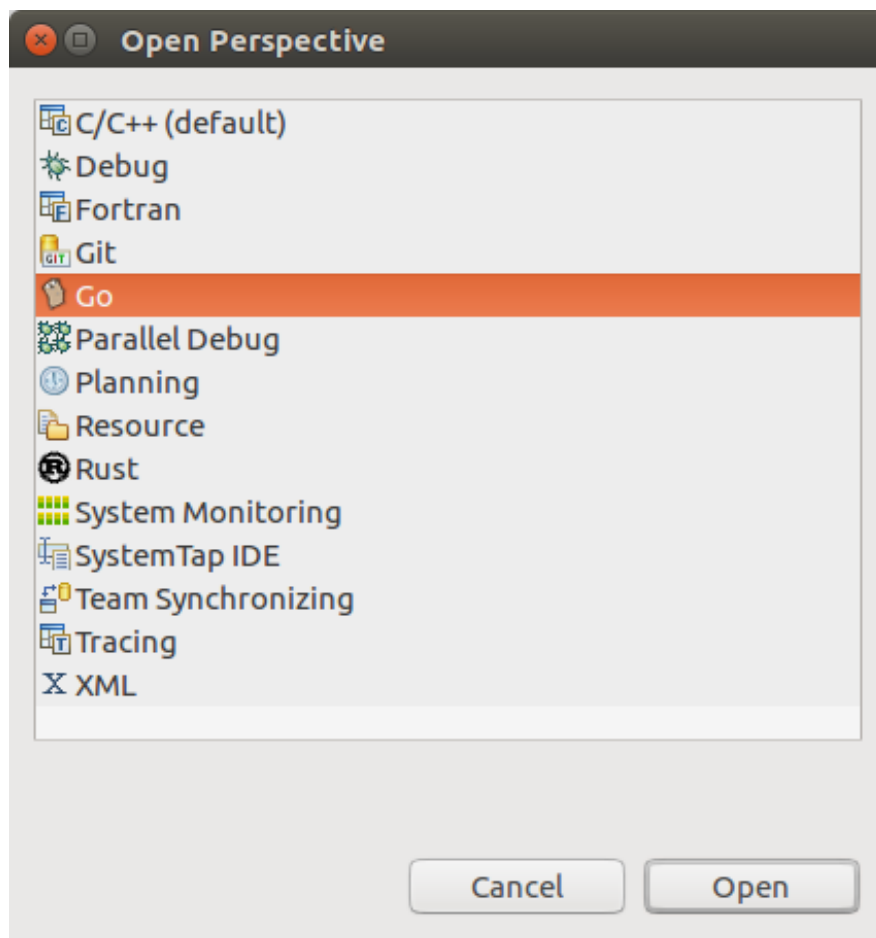 Open Perspective
C/C++ (default)
Debug
Fortran
Git
Go
Parallel Debug
Planning
Resource
Rust
System Monitoring
SystemTap IDE
Team Synchronizing
Tracing
XML
Cancel Open